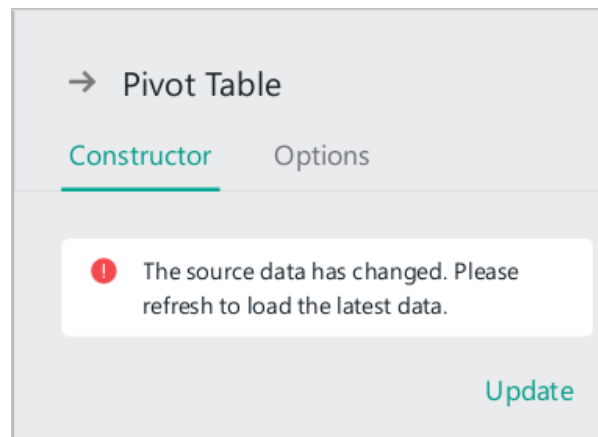 Pivot Table
Constructor Options
The source data has changed. Please
refresh to load the latest data.
Update